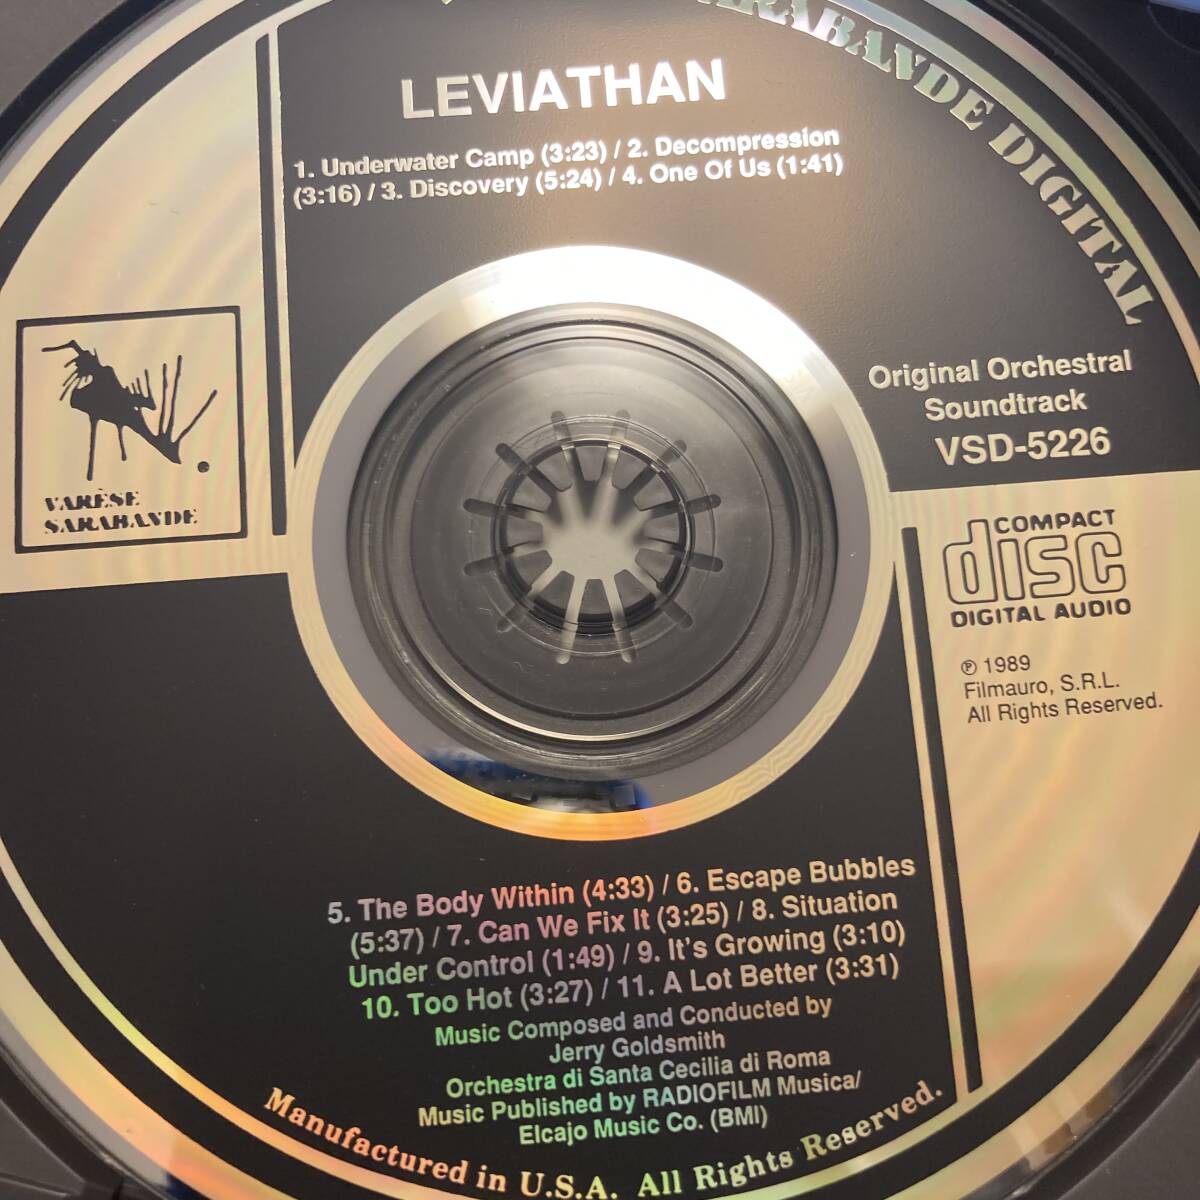 SARABANDE DIGITAL
LEVIATHAN
1. Underwater Camp (3:23) / 2. Decompression
(3:16) / 3. Discovery (5:24) / 4. One Of Us (1:41)
Original Orchestral
Soundtrack
VSD-5226
VARÈSE
SARABANDE
COMPACT
disc
DIGITAL AUDIO
℗ 1989
Filmauro, S.R.L.
All Rights Reserved.
5. The Body Within (4:33) / 6. Escape Bubbles
(5:37) / 7. Can We Fix It (3:25) / 8. Situation
Under Control (1:49) / 9. It's Growing (3:10)
10. Too Hot (3:27) / 11. A Lot Better (3:31)
Music Composed and Conducted by
Jerry Goldsmith
Orchestra di Santa Cecilia di Roma
Music Published by RADIOFILM Musica/
Elcajo Music Co. (BMI)
Manufactured in U.S.A. All Rights Reserved.